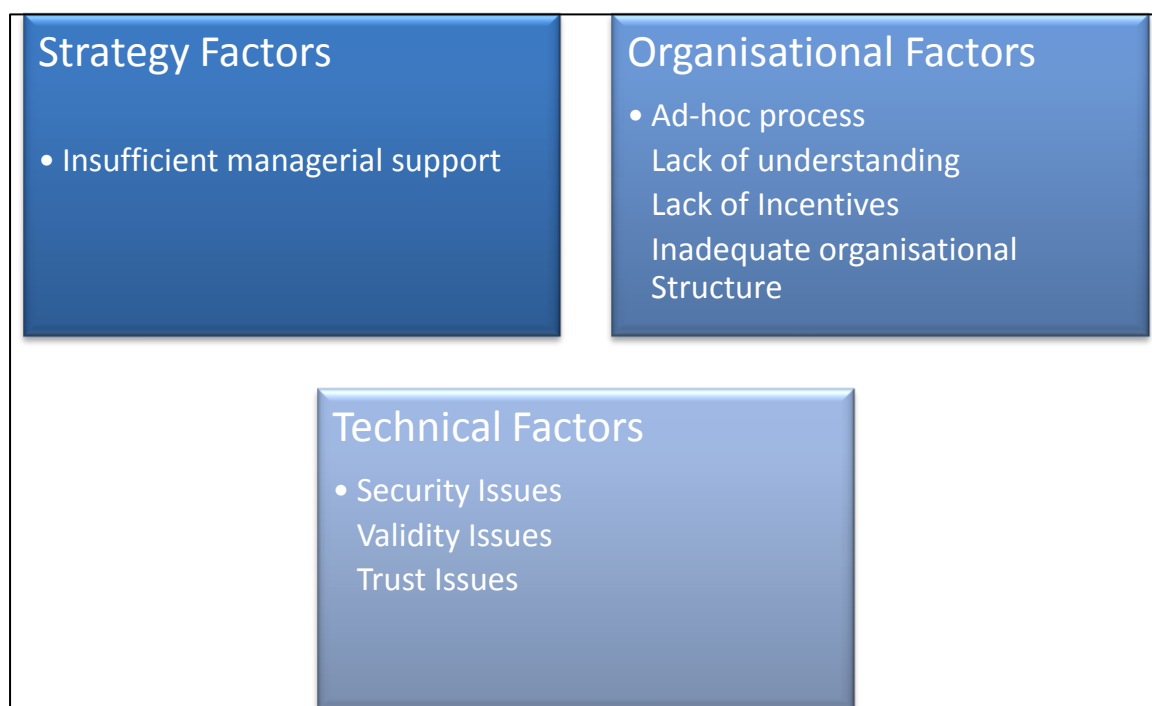 Strategy Factors
• Insufficient managerial support
Organisational Factors
• Ad-hoc process
Lack of understanding
Lack of Incentives
Inadequate organisational
Structure
Technical Factors
• Security Issues
Validity Issues
Trust Issues